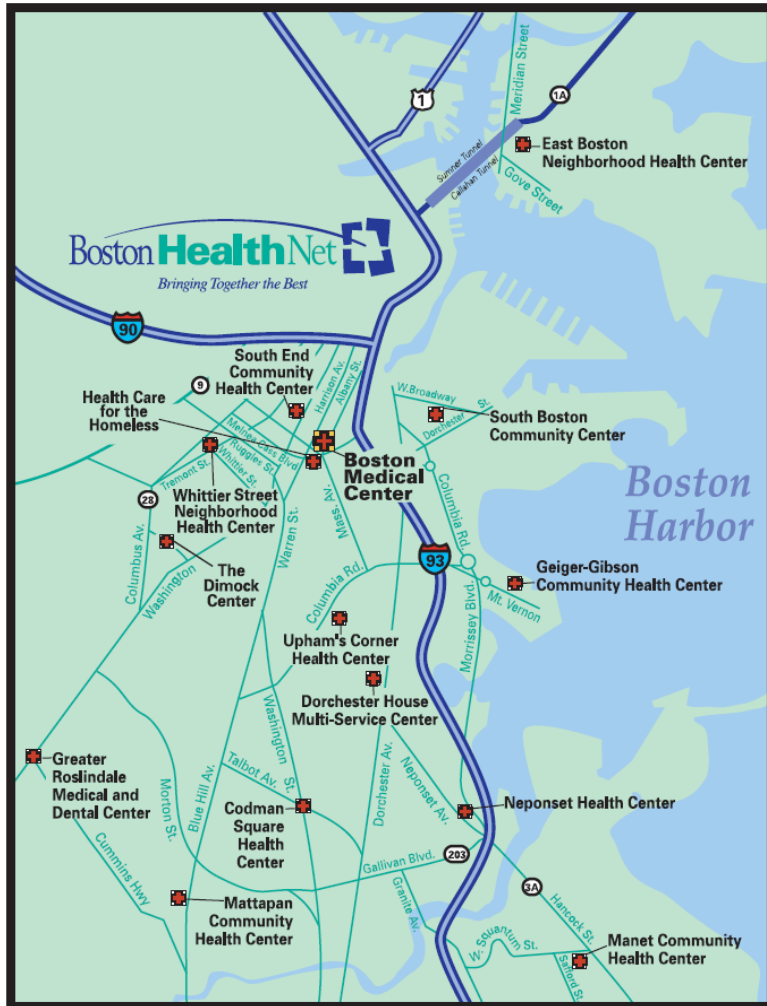 1
1A
Meridian Street
Sumner Tunnel
Callahan Tunnel
East Boston
Neighborhood Health Center
Gove Street
Boston HealthNet
Bringing Together the Best
90
South End
Community
Health Center
Harrison Av.
Albany St.
9
Health Care
for the
Homeless
W.Broadway
Dorchester
St
South Boston
Community Center
Melnea Cass Blvd
Ruggles St.
Whittier St.
Tremont St.
Boston
Medical
Center
Whittier Street
Neighborhood
Health Center
28
Mass. Av.
Warren St.
Columbia Rd.
Boston
Harbor
Columbus Av.
Washington
The
Dimock
Center
Columbia Rd.
93
Geiger-Gibson
Community Health Center
Mt. Vernon
Morrissey Blvd.
Upham's Corner
Health Center
Dorchester House
Multi-Service Center
Washington
St.
Dorchester Av.
Greater
Roslindale
Medical and
Dental Center
Talbot Av.
Morton St.
Blue Hill Av.
Codman
Square
Health
Center
Neponset Av.
Neponset Health Center
Gallivan Blvd.
203
Cummins Hwy
3A
Granite Av.
Hancock St.
Mattapan
Community
Health Center
W. Squantum St.
Safford St.
Manet Community
Health Center